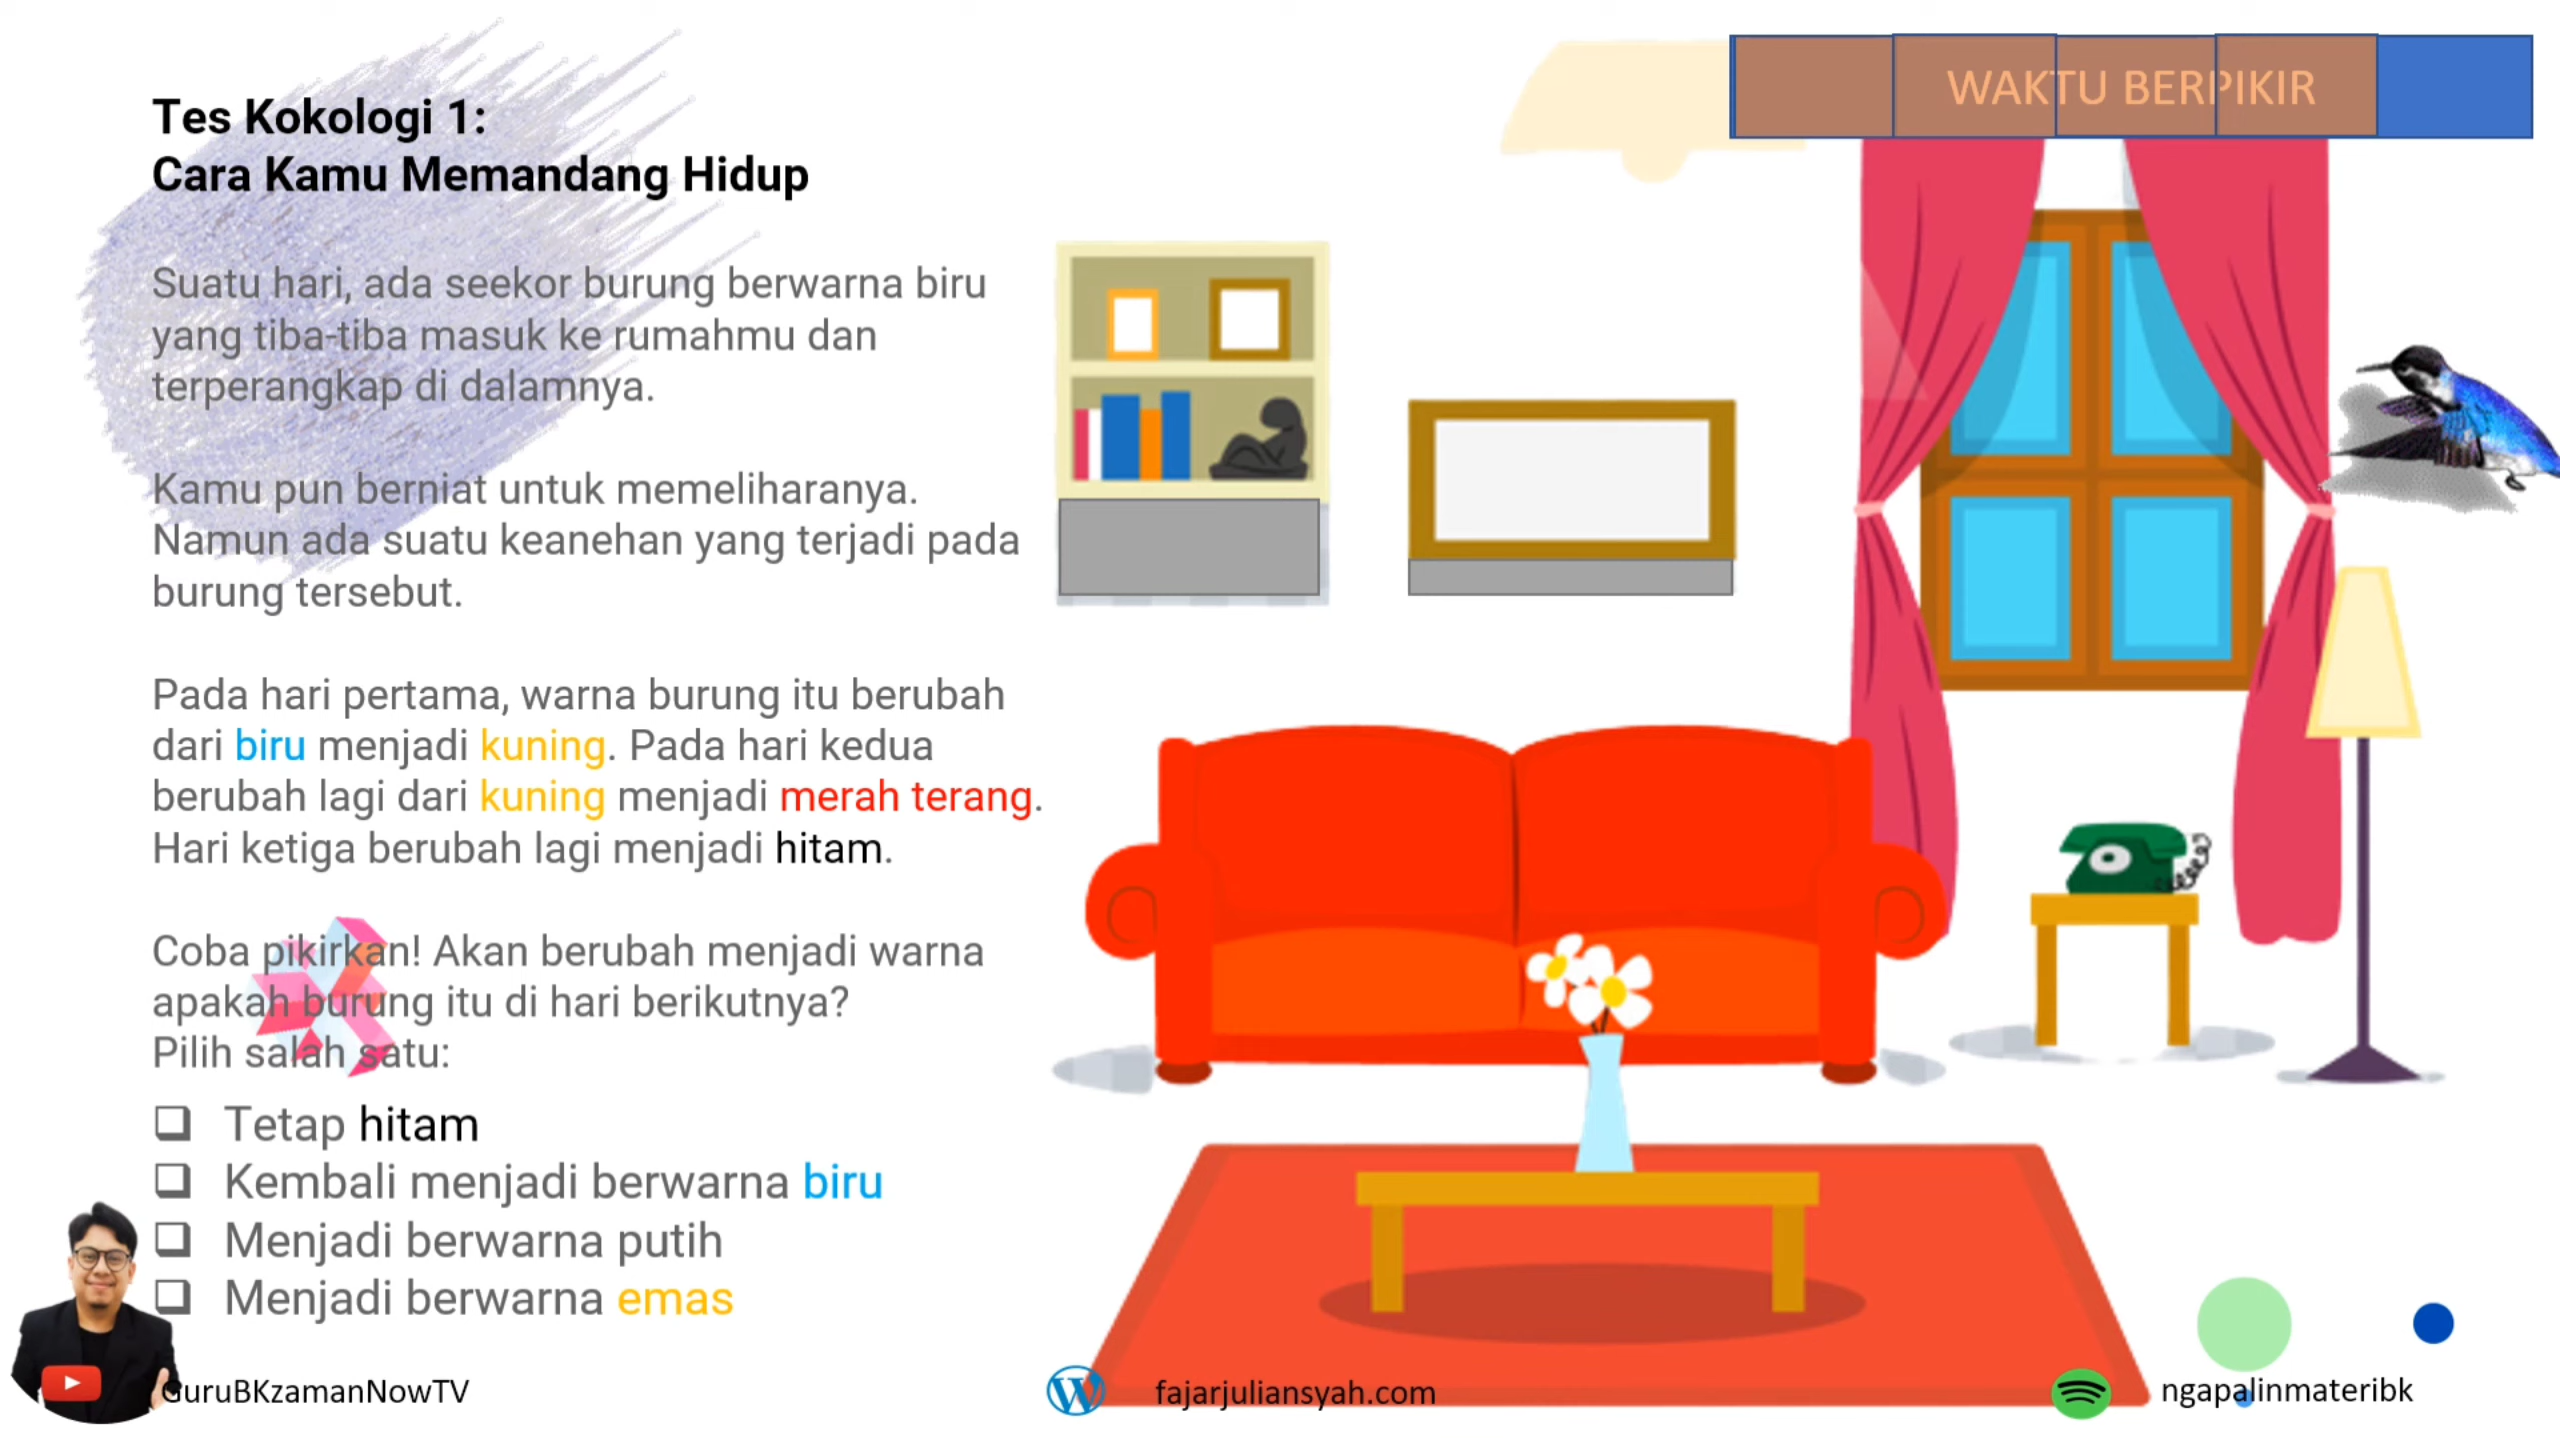 WAKTU BERPIKIR
Tes Kokologi 1:
Cara Kamu Memandang Hidup
Suatu hari, ada seekor burung berwarna biru
yang tiba-tiba masuk ke rumahmu dan
terperangkap di dalamnya.
Kamu pun berniat untuk memeliharanya.
Namun ada suatu keanehan yang terjadi pada
burung tersebut.
Pada hari pertama, warna burung itu berubah
dari biru menjadi kuning. Pada hari kedua
berubah lagi dari kuning menjadi merah terang.
Hari ketiga berubah lagi menjadi hitam.
Coba pikirkan! Akan berubah menjadi warna
apakah burung itu di hari berikutnya?
Pilih salah satu:
❑ Tetap hitam
❑ Kembali menjadi berwarna biru
❑ Menjadi berwarna putih
❑ Menjadi berwarna emas
GuruBKzamanNowTV
fajarjuliansyah.com
ngapalinmateribk